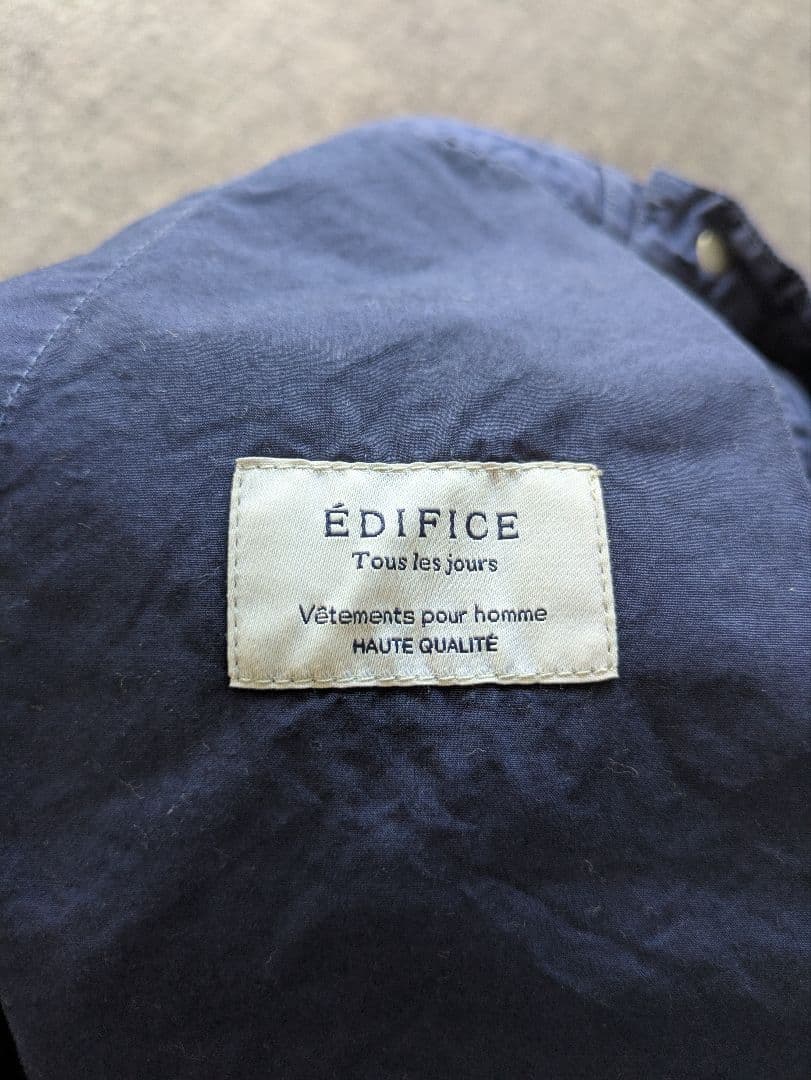 ÉDIFICE
Tous les jours
Vêtements pour homme
HAUTE QUALITÉ